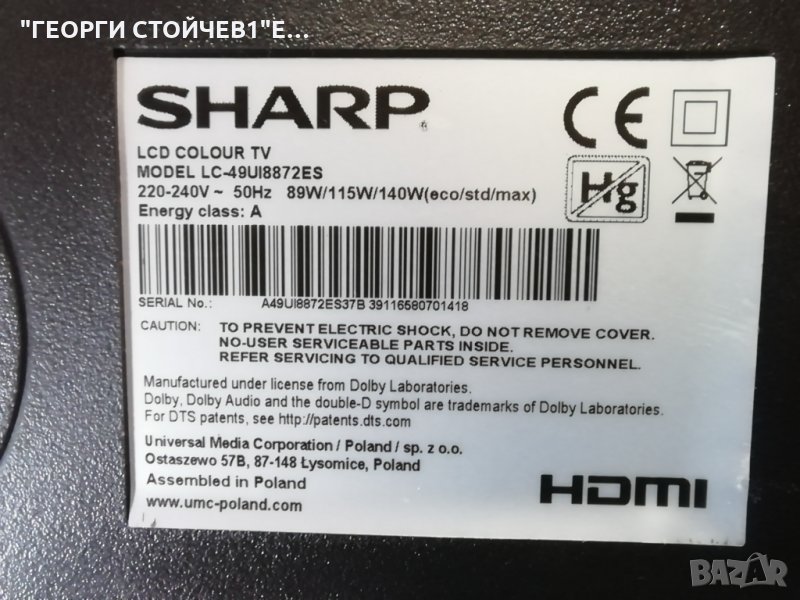 "ГЕОРГИ СТОЙЧЕВ1"Е...
SHARP
LCD COLOUR TV
MODEL LC-49UI8872ES
220-240V ~ 50Hz 89W/115W/140W(eco/std/max)
Energy class: A
CE
Hg
SERIAL No.: A49UI8872ES37B 39116580701418
CAUTION: TO PREVENT ELECTRIC SHOCK, DO NOT REMOVE COVER.
NO-USER SERVICEABLE PARTS INSIDE.
REFER SERVICING TO QUALIFIED SERVICE PERSONNEL.
Manufactured under license from Dolby Laboratories.
Dolby, Dolby Audio and the double-D symbol are trademarks of Dolby Laboratories.
For DTS patents, see http://patents.dts.com
Universal Media Corporation / Poland / sp. z o.o.
Ostaszewo 57B, 87-148 Łysomice, Poland
Assembled in Poland
www.umc-poland.com
HDMI
BAZAR